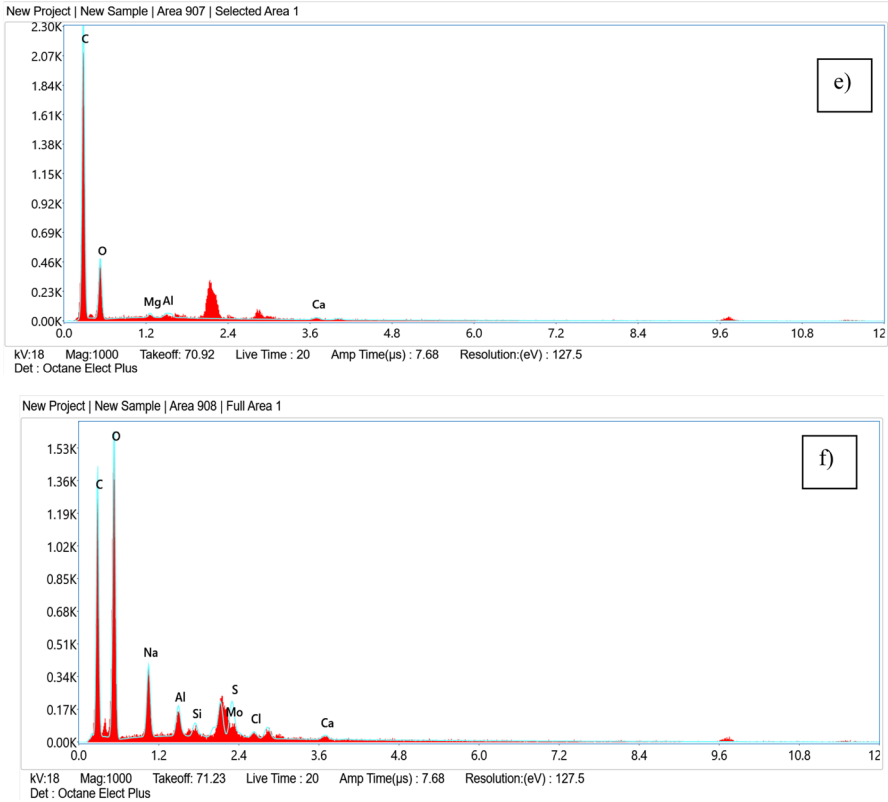 New Project | New Sample | Area 907 | Selected Area 1
2.30K
C
2.07K
e)
1.84K
1.61K
1.38K
1.15K
0.92K
0.69K
O
0.46K
0.23K
Mg Al
Ca
0.00K
0.0 1.2 2.4 3.6 4.8 6.0 7.2 8.4 9.6 10.8 12
kV:18 Mag:1000 Takeoff: 70.92 Live Time : 20 Amp Time(µs) : 7.68 Resolution:(eV) : 127.5
Det : Octane Elect Plus
New Project | New Sample | Area 908 | Full Area 1
O
1.53K
f)
1.36K
C
1.19K
1.02K
0.85K
0.68K
0.51K
Na
0.34K
Al
S
0.17K
Si
Mo
Cl
Ca
0.00K
0.0 1.2 2.4 3.6 4.8 6.0 7.2 8.4 9.6 10.8 12
kV:18 Mag:1000 Takeoff: 71.23 Live Time : 20 Amp Time(µs) : 7.68 Resolution:(eV) : 127.5
Det : Octane Elect Plus